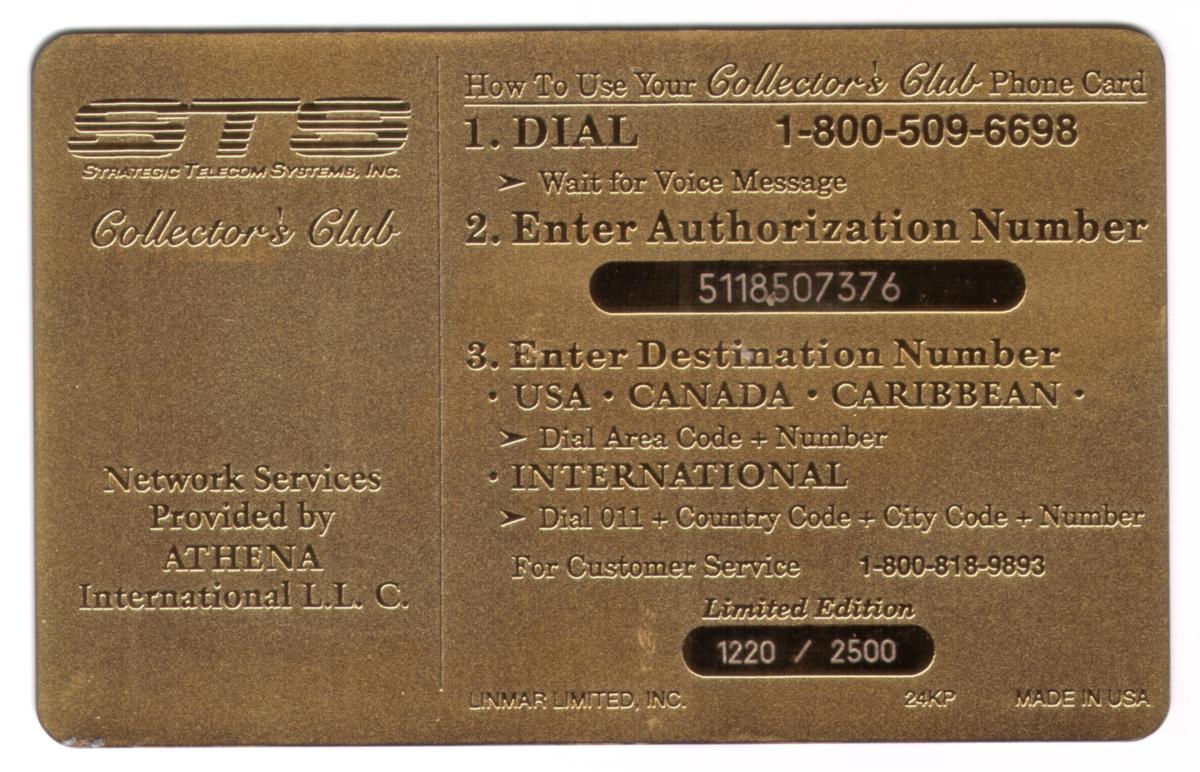 STS
STRATEGIC TELECOM SYSTEMS, INC.
Collector's Club
Network Services
Provided by
ATHENA
International L.L. C.
How To Use Your Collector's Club Phone Card
1. DIAL 1-800-509-6698
➤ Wait for Voice Message
2. Enter Authorization Number
5118507376
3. Enter Destination Number
· USA · CANADA · CARIBBEAN ·
➤ Dial Area Code + Number
· INTERNATIONAL
➤ Dial 011 + Country Code + City Code + Number
For Customer Service 1-800-818-9893
Limited Edition
1220 / 2500
LINMAR LIMITED, INC. 24KP MADE IN USA